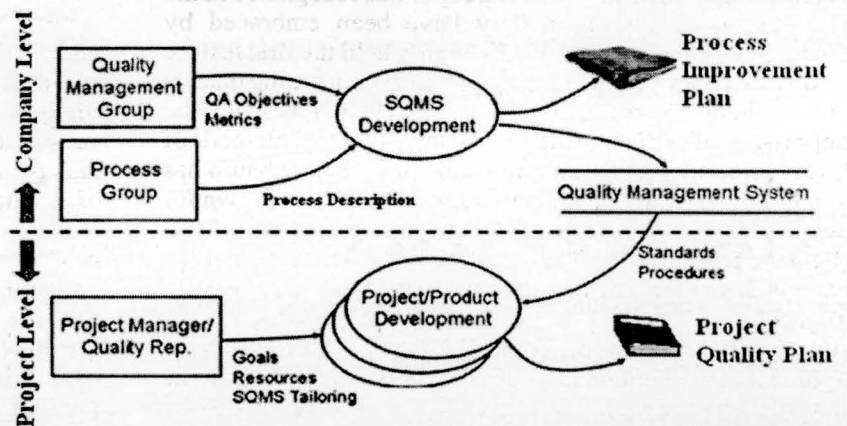 Company Level
Quality
Management
Group
QA Objectives
Metrics
SQMS
Development
Process
Improvement
Plan
Process
Group
Process Description
Quality Management System
Project Level
Standards
Procedures
Project/Product
Development
Project Manager/
Quality Rep.
Goals
Resources
SQMS Tailoring
Project
Quality Plan